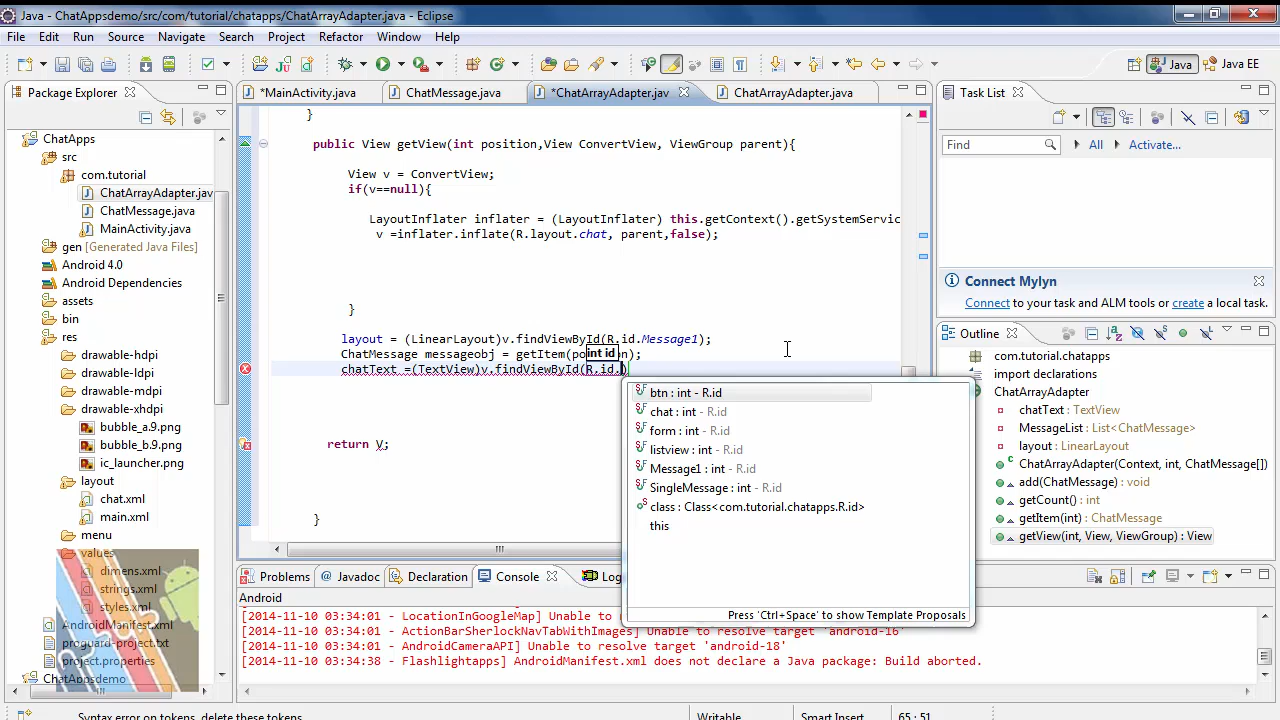 Java - ChatAppsdemo/src/com/tutorial/chatapps/ChatArrayAdapter.java - Eclipse
File Edit Run Source Navigate Search Project Refactor Window Help
Java Java EE
Package Explorer
*MainActivity.java ChatMessage.java *ChatArrayAdapter.jav ChatArrayAdapter.java
Task List
Find All Activate...
ChatApps
src
com.tutorial
ChatArrayAdapter.jav
ChatMessage.java
MainActivity.java
gen [Generated Java Files]
Android 4.0
Android Dependencies
assets
bin
res
drawable-hdpi
drawable-ldpi
drawable-mdpi
drawable-xhdpi
bubble_a.9.png
bubble_b.9.png
ic_launcher.png
layout
chat.xml
main.xml
menu
values
dimens.xml
strings.xml
styles.xml
AndroidManifest.xml
proguard-project.txt
project.properties
ChatAppsdemo
}
public View getView(int position,View ConvertView, ViewGroup parent){
View v = ConvertView;
if(v==null){
LayoutInflater inflater = (LayoutInflater) this.getContext().getSystemServic
v =inflater.inflate(R.layout.chat, parent,false);
}
layout = (LinearLayout)v.findViewById(R.id.Message1);
ChatMessage messageobj = getItem(po
int id
n);
chatText =(TextView)v.findViewById(R.id.)
return V;
}
btn : int - R.id
chat : int - R.id
form : int - R.id
listview : int - R.id
Message1 : int - R.id
SingleMessage : int - R.id
class : Class<com.tutorial.chatapps.R.id>
this
Press 'Ctrl+Space' to show Template Proposals
Connect Mylyn
Connect to your task and ALM tools or create a local task.
Outline
com.tutorial.chatapps
import declarations
ChatArrayAdapter
chatText : TextView
MessageList : List<ChatMessage>
layout : LinearLayout
ChatArrayAdapter(Context, int, ChatMessage[])
add(ChatMessage) : void
getCount() : int
getItem(int) : ChatMessage
getView(int, View, ViewGroup) : View
Problems Javadoc Declaration Console Log
Android
[2014-11-10 03:34:01 - LocationInGoogleMap] Unable to
[2014-11-10 03:34:01 - ActionBarSherlockNavTabWithImages] Unable to resolve target 'android-16'
[2014-11-10 03:34:01 - AndroidCameraAPI] Unable to resolve target 'android-18'
[2014-11-10 03:34:38 - Flashlightapps] AndroidManifest.xml does not declare a Java package: Build aborted.
Syntax error on tokens, delete these tokens Writable Smart Insert 65 : 51